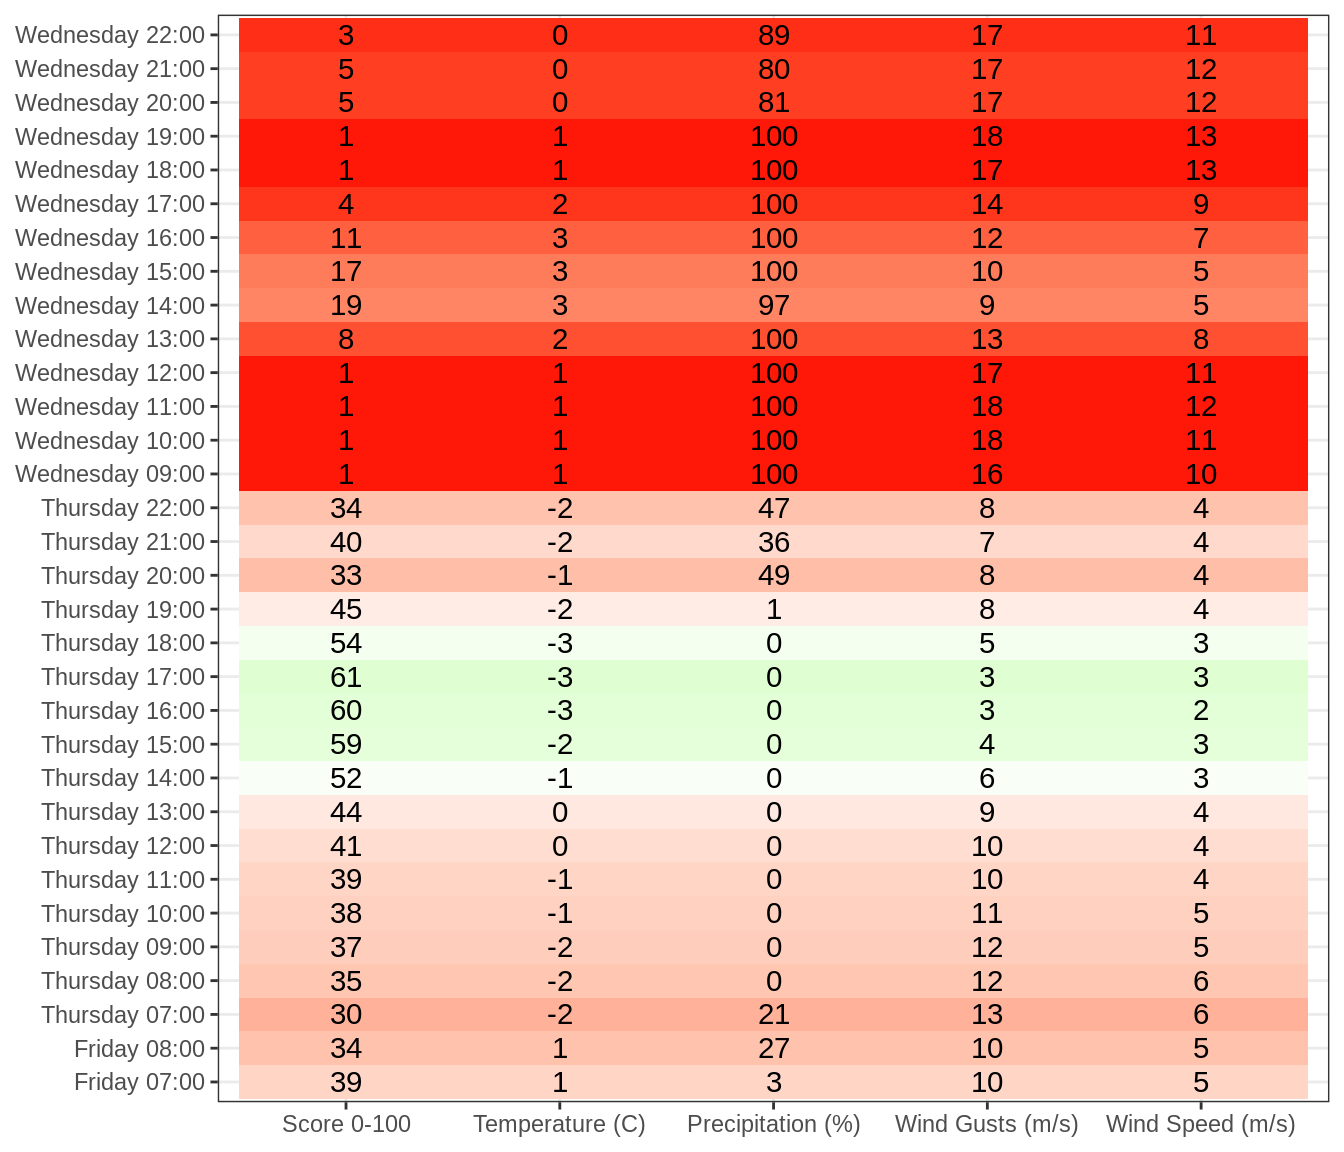 Wednesday 22:00 3 0 89 17 11
Wednesday 21:00 5 0 80 17 12
Wednesday 20:00 5 0 81 17 12
Wednesday 19:00 1 1 100 18 13
Wednesday 18:00 1 1 100 17 13
Wednesday 17:00 4 2 100 14 9
Wednesday 16:00 11 3 100 12 7
Wednesday 15:00 17 3 100 10 5
Wednesday 14:00 19 3 97 9 5
Wednesday 13:00 8 2 100 13 8
Wednesday 12:00 1 1 100 17 11
Wednesday 11:00 1 1 100 18 12
Wednesday 10:00 1 1 100 18 11
Wednesday 09:00 1 1 100 16 10
Thursday 22:00 34 -2 47 8 4
Thursday 21:00 40 -2 36 7 4
Thursday 20:00 33 -1 49 8 4
Thursday 19:00 45 -2 1 8 4
Thursday 18:00 54 -3 0 5 3
Thursday 17:00 61 -3 0 3 3
Thursday 16:00 60 -3 0 3 2
Thursday 15:00 59 -2 0 4 3
Thursday 14:00 52 -1 0 6 3
Thursday 13:00 44 0 0 9 4
Thursday 12:00 41 0 0 10 4
Thursday 11:00 39 -1 0 10 4
Thursday 10:00 38 -1 0 11 5
Thursday 09:00 37 -2 0 12 5
Thursday 08:00 35 -2 0 12 6
Thursday 07:00 30 -2 21 13 6
Friday 08:00 34 1 27 10 5
Friday 07:00 39 1 3 10 5
Score 0-100 Temperature (C) Precipitation (%) Wind Gusts (m/s) Wind Speed (m/s)